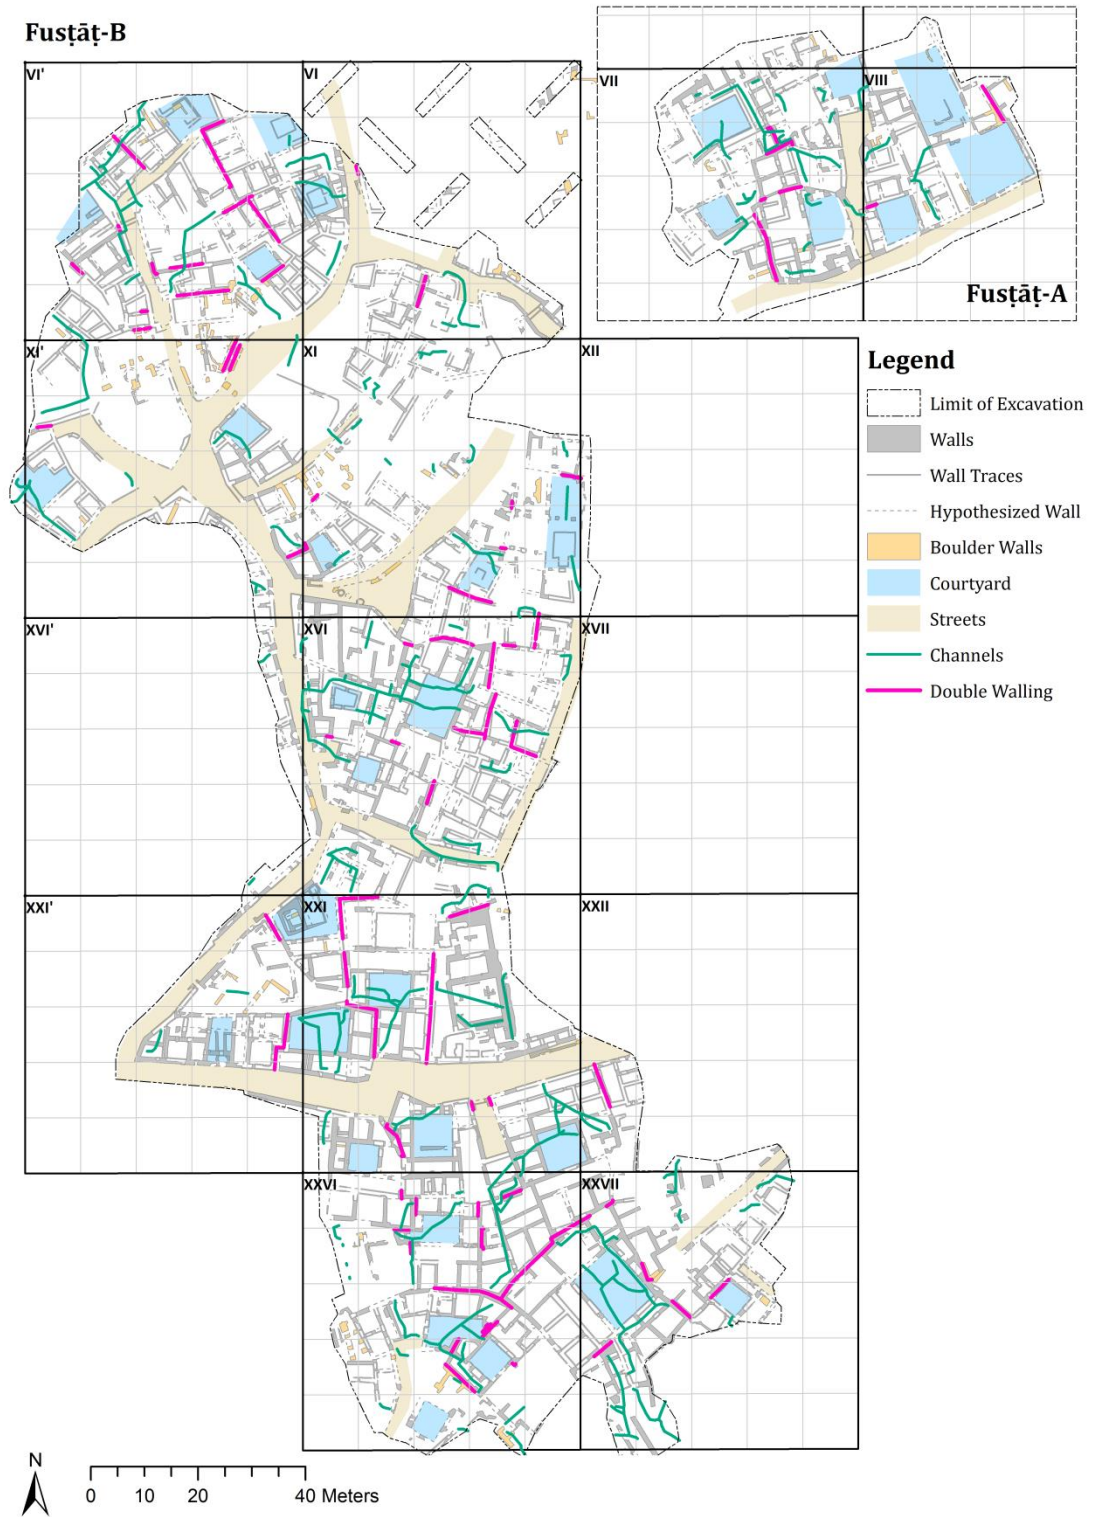 Fusṭāṭ-B
VI'
VI
VII
VIII
Fusṭāṭ-A
XI'
XI
XII
Legend
Limit of Excavation
Walls
Wall Traces
Hypothesized Wall
Boulder Walls
Courtyard
Streets
Channels
Double Walling
XVI'
XVI
XVII
XXI'
XXI
XXII
XXVI
XXVII
N
0 10 20 40 Meters